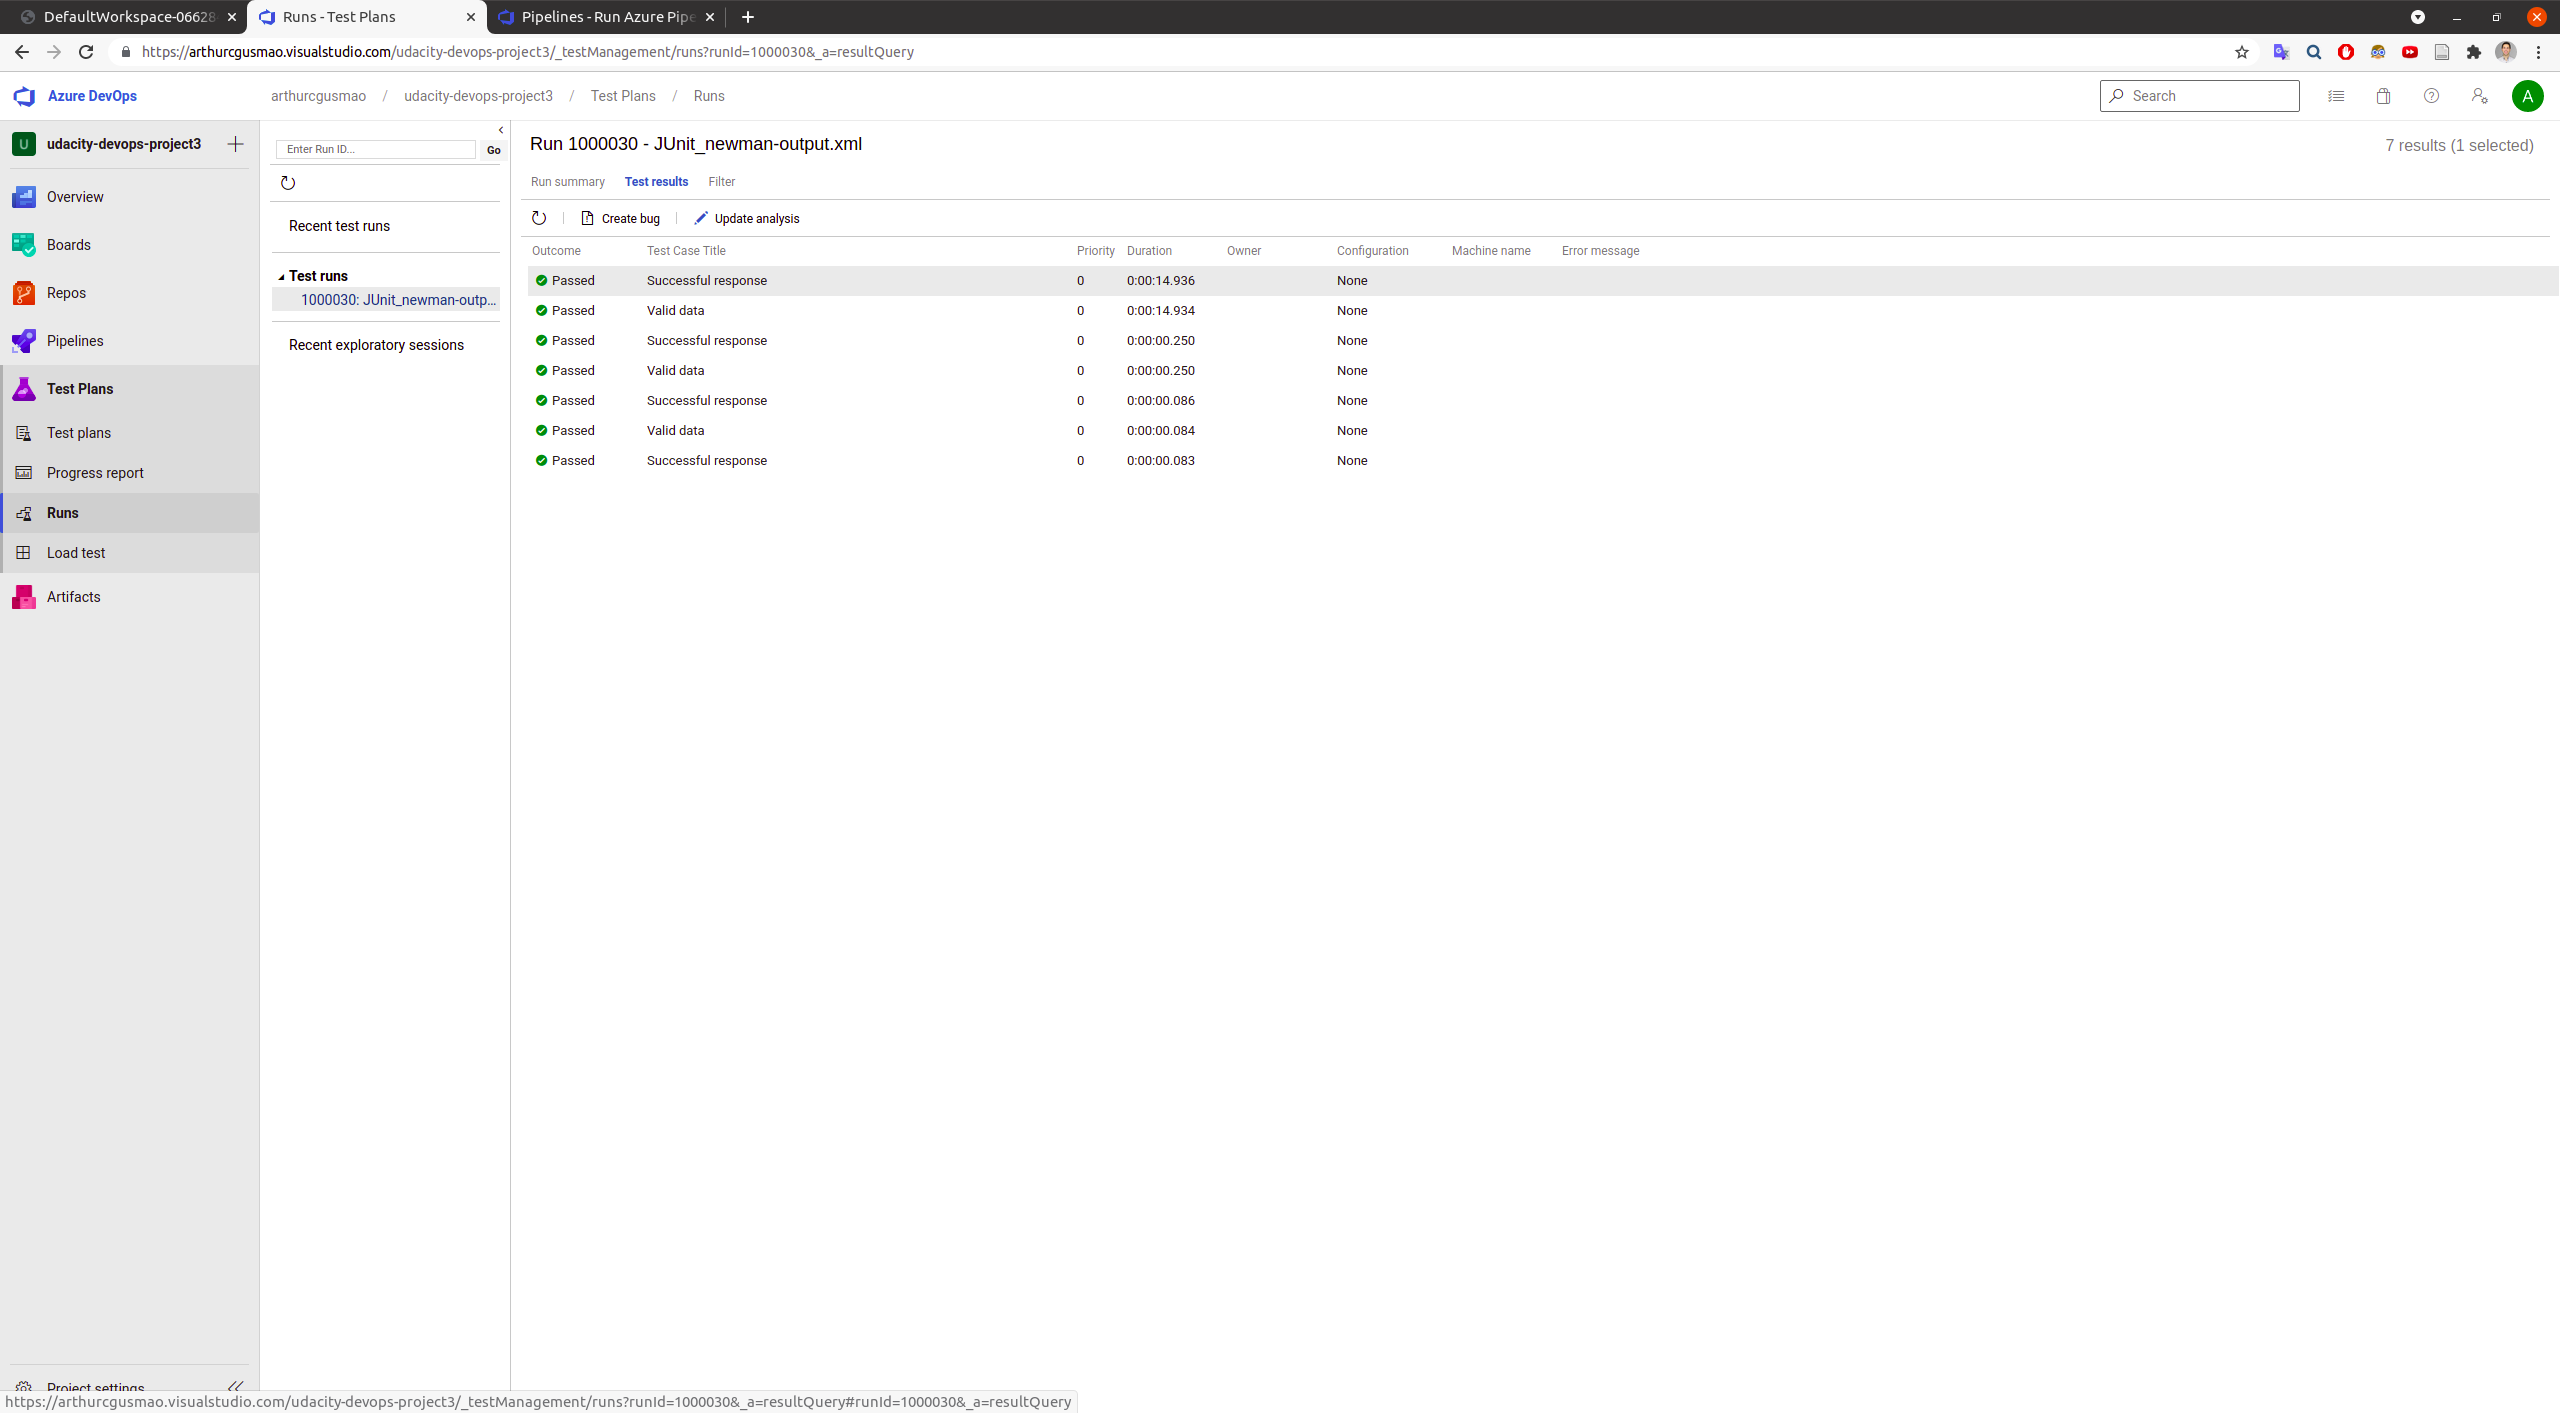 DefaultWorkspace-06628
Runs - Test Plans
Pipelines - Run Azure Pipe
https://arthurcgusmao.visualstudio.com/udacity-devops-project3/_testManagement/runs?runId=1000030&_a=resultQuery
Azure DevOps
arthurcgusmao / udacity-devops-project3 / Test Plans / Runs
Search
A
U udacity-devops-project3
Overview
Boards
Repos
Pipelines
Test Plans
Test plans
Progress report
Runs
Load test
Artifacts
Project settings
Enter Run ID... Go
Recent test runs
Test runs
1000030: JUnit_newman-outp...
Recent exploratory sessions
Run 1000030 - JUnit_newman-output.xml
7 results (1 selected)
Run summary Test results Filter
Create bug Update analysis
Outcome Test Case Title Priority Duration Owner Configuration Machine name Error message
Passed Successful response 0 0:00:14.936 None
Passed Valid data 0 0:00:14.934 None
Passed Successful response 0 0:00:00.250 None
Passed Valid data 0 0:00:00.250 None
Passed Successful response 0 0:00:00.086 None
Passed Valid data 0 0:00:00.084 None
Passed Successful response 0 0:00:00.083 None
https://arthurcgusmao.visualstudio.com/udacity-devops-project3/_testManagement/runs?runId=1000030&_a=resultQuery#runId=1000030&_a=resultQuery